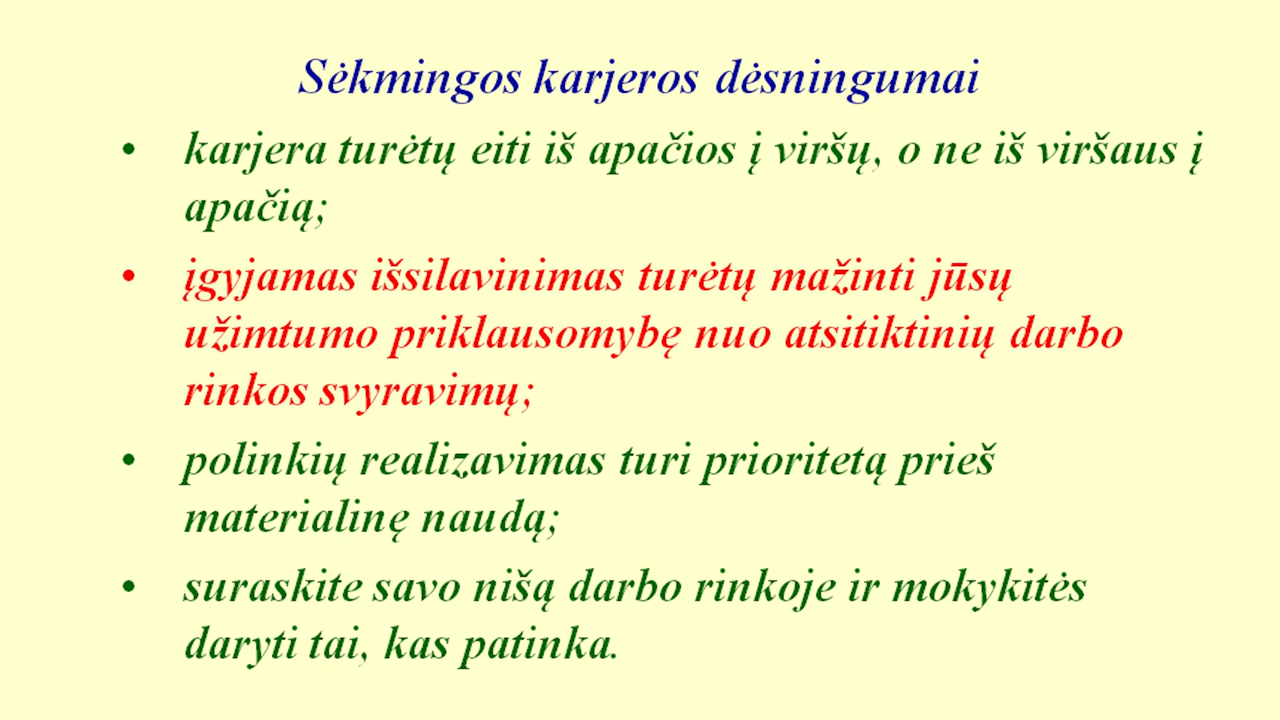 Sėkmingos karjeros dėsningumai
• karjera turėtų eiti iš apačios į viršų, o ne iš viršaus į
apačią;
• įgyjamas išsilavinimas turėtų mažinti jūsų
užimtumo priklausomybę nuo atsitiktinių darbo
rinkos svyravimų;
• polinkių realizavimas turi prioritetą prieš
materialinę naudą;
• suraskite savo nišą darbo rinkoje ir mokykitės
daryti tai, kas patinka.